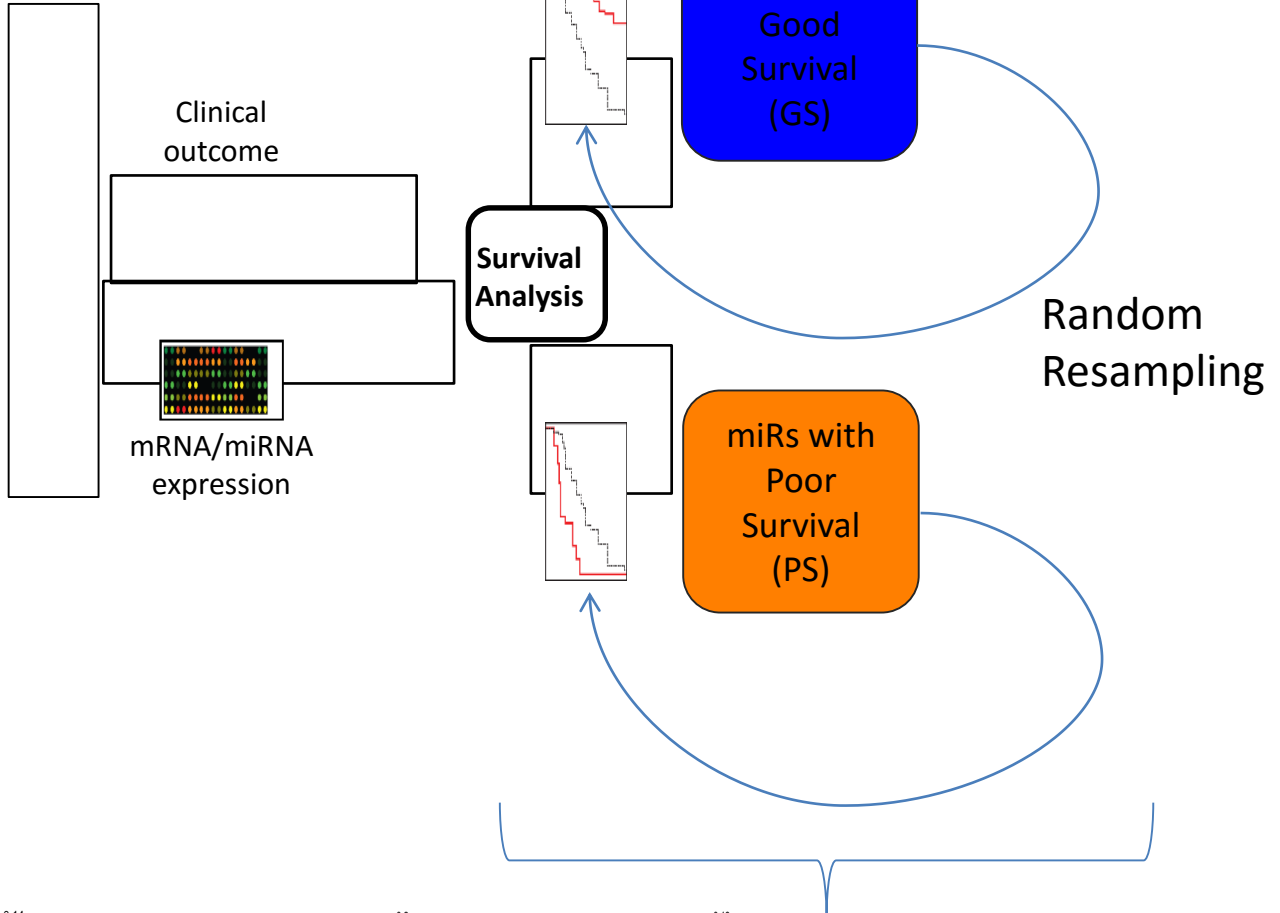 Clinical
outcome
mRNA/miRNA
expression
Survival
Analysis
Good
Survival
(GS)
miRs with
Poor
Survival
(PS)
Random
Resampling